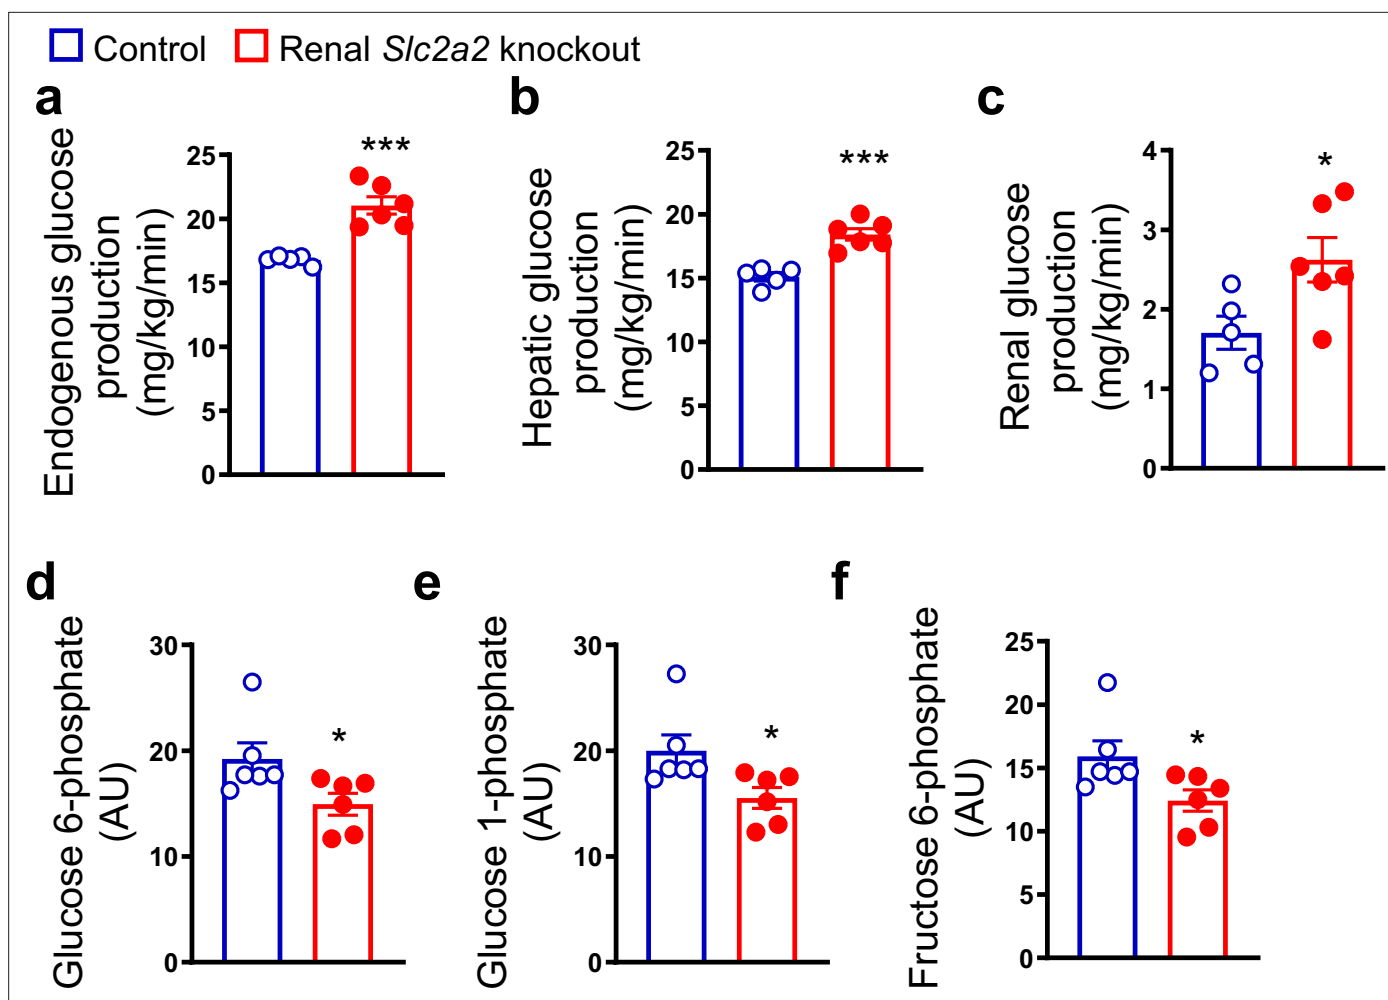 Control Renal Slc2a2 knockout
a
Endogenous glucose
production
(mg/kg/min)
25
20
15
10
5
0
***
b
Hepatic glucose
production
(mg/kg/min)
25
20
15
10
5
0
***
c
Renal glucose
production
(mg/kg/min)
4
3
2
1
0
*
d
Glucose 6-phosphate
(AU)
30
20
10
0
*
e
Glucose 1-phosphate
(AU)
30
20
10
0
*
f
Fructose 6-phosphate
(AU)
25
20
15
10
5
0
*